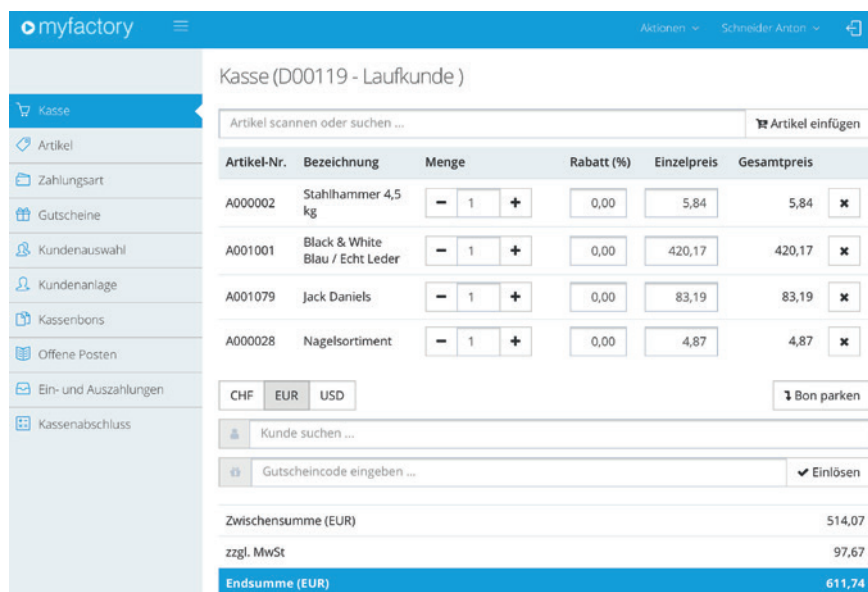 myfactory
Aktionen
Schneider Anton
Kasse (D00119 - Laufkunde )
Kasse
Artikel
Zahlungsart
Gutscheine
Kundenauswahl
Kundenanlage
Kassenbons
Offene Posten
Ein- und Auszahlungen
Kassenabschluss
Artikel scannen oder suchen ...
Artikel einfügen
Artikel-Nr. Bezeichnung Menge Rabatt (%) Einzelpreis Gesamtpreis
A000002 Stahlhammer 4,5 kg 1 0,00 5,84 5,84
A001001 Black & White Blau / Echt Leder 1 0,00 420,17 420,17
A001079 Jack Daniels 1 0,00 83,19 83,19
A000028 Nagelsortiment 1 0,00 4,87 4,87
CHF EUR USD
Bon parken
Kunde suchen ...
Gutscheincode eingeben ...
Einlösen
Zwischensumme (EUR) 514,07
zzgl. MwSt 97,67
Endsumme (EUR) 611,74